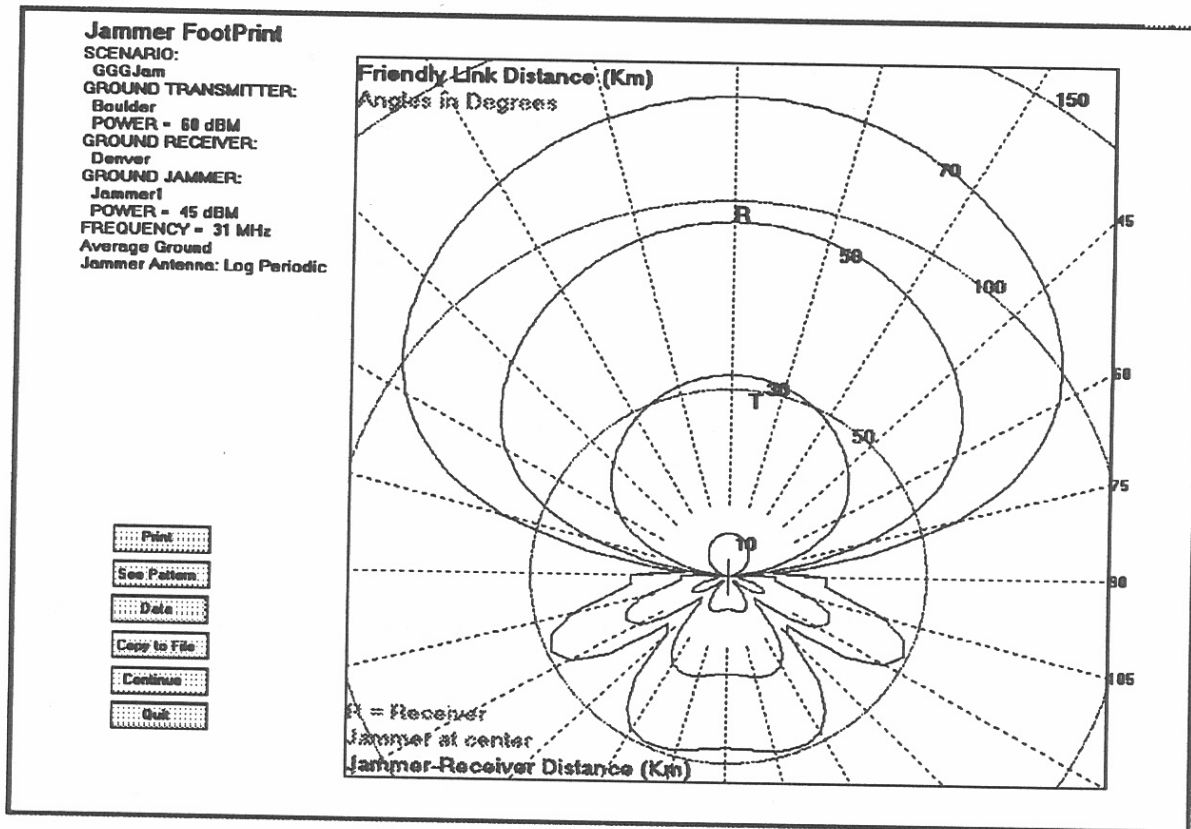 Jammer FootPrint
SCENARIO:
GGGJam
GROUND TRANSMITTER:
Boulder
POWER = 60 dBM
GROUND RECEIVER:
Denver
GROUND JAMMER:
Jammer1
POWER = 45 dBM
FREQUENCY = 31 MHz
Average Ground
Jammer Antenna: Log Periodic
Print
See Pattern
Data
Copy to File
Continue
Quit
Friendly Link Distance (Km)
Angles in Degrees
150
70
45
R
50
100
60
30
T
50
75
10
90
105
R = Receiver
Jammer at center
Jammer-Receiver Distance (Km)